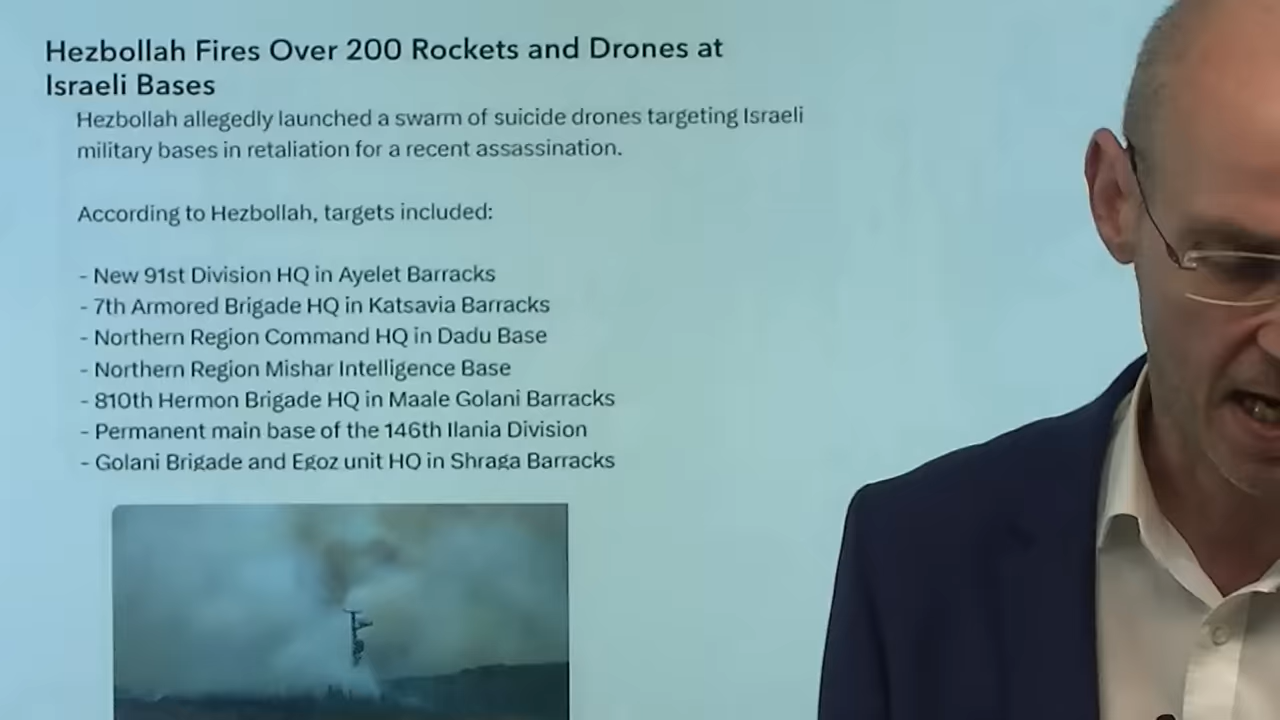 Hezbollah Fires Over 200 Rockets and Drones at
Israeli Bases
Hezbollah allegedly launched a swarm of suicide drones targeting Israeli
military bases in retaliation for a recent assassination.
According to Hezbollah, targets included:
- New 91st Division HQ in Ayelet Barracks
- 7th Armored Brigade HQ in Katsavia Barracks
- Northern Region Command HQ in Dadu Base
- Northern Region Mishar Intelligence Base
- 810th Hermon Brigade HQ in Maale Golani Barracks
- Permanent main base of the 146th Ilania Division
- Golani Brigade and Egoz unit HQ in Shraga Barracks